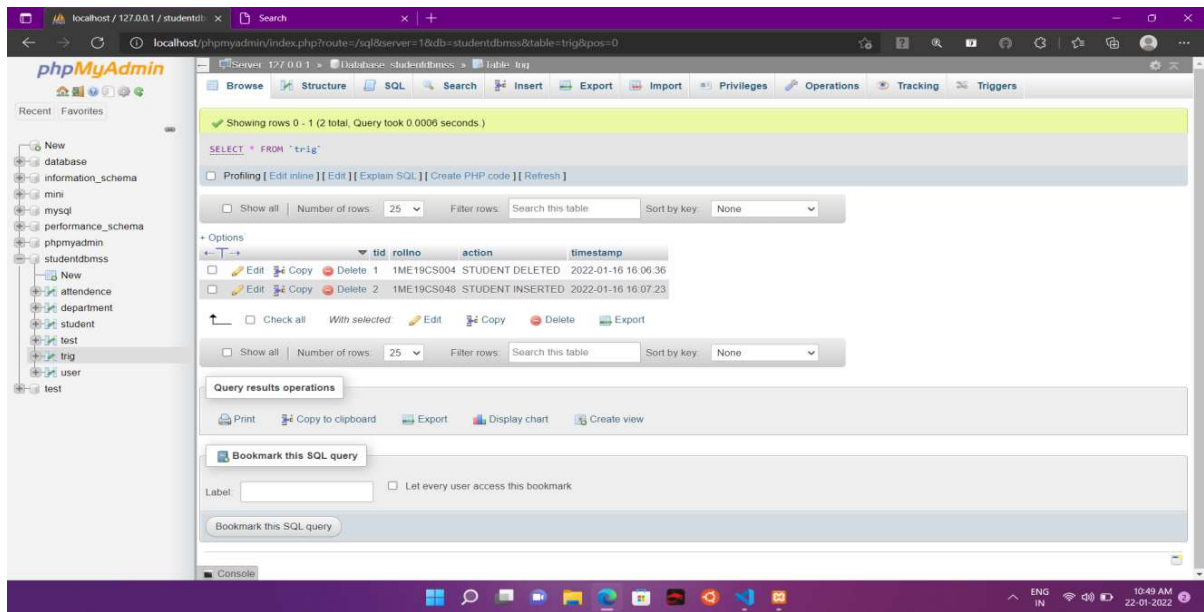 localhost / 127.0.0.1 / studentdb
Search
localhost/phpmyadmin/index.php?route=/sql&server=1&db=studentdbmss&table=trig&pos=0
phpMyAdmin
Recent Favorites
New
database
information_schema
mini
mysql
performance_schema
phpmyadmin
studentdbmss
New
attendence
department
student
test
trig
user
test
Server: 127.0.0.1 » Database: studentdbmss » Table: trig
Browse Structure SQL Search Insert Export Import Privileges Operations Tracking Triggers
Showing rows 0 - 1 (2 total, Query took 0.0006 seconds.)
SELECT * FROM `trig`
Profiling [ Edit inline ] [ Edit ] [ Explain SQL ] [ Create PHP code ] [ Refresh ]
Show all Number of rows: 25 Filter rows: Search this table Sort by key: None
+ Options
tid rollno action timestamp
Edit Copy Delete 1 1ME19CS004 STUDENT DELETED 2022-01-16 16:06:36
Edit Copy Delete 2 1ME19CS048 STUDENT INSERTED 2022-01-16 16:07:23
Check all With selected: Edit Copy Delete Export
Show all Number of rows: 25 Filter rows: Search this table Sort by key: None
Query results operations
Print Copy to clipboard Export Display chart Create view
Bookmark this SQL query
Label: Let every user access this bookmark
Bookmark this SQL query
Console
ENG
IN
10:49 AM
22-01-2022